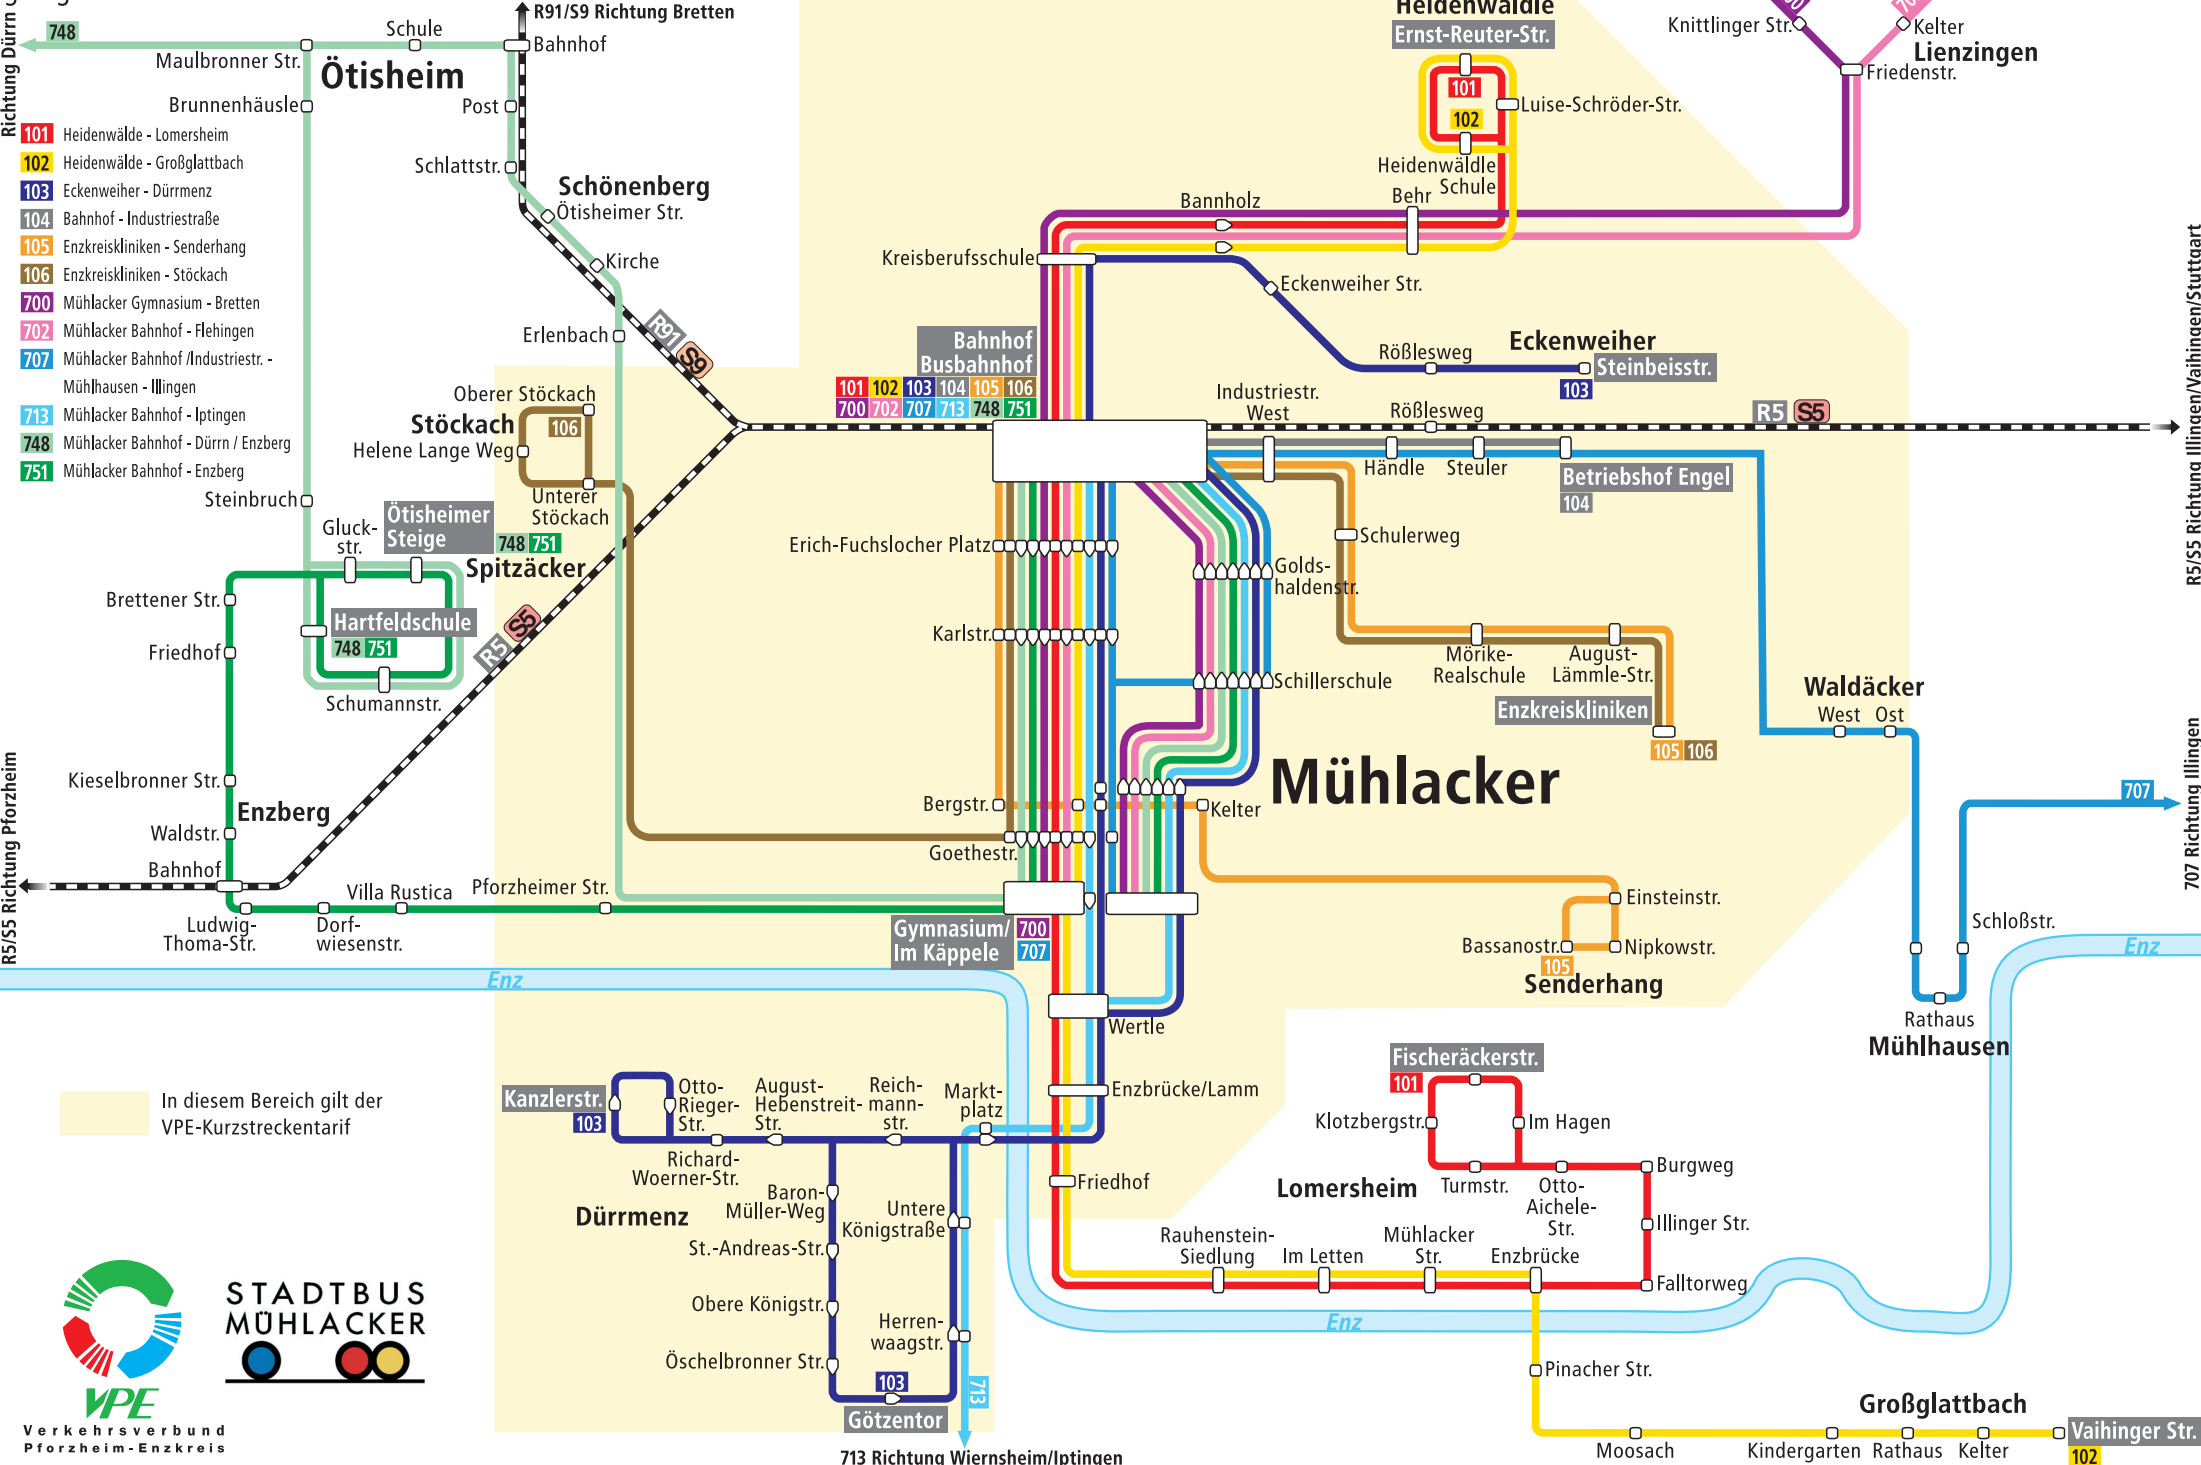 R91/S9 Richtung Bretten
Richtung Dürrn
748
Schule
Bahnhof
Maulbronner Str.
Ötisheim
Brunnenhäusle
Post
Schlattstr.
101 Heidenwälde - Lomersheim
102 Heidenwälde - Großglattbach
103 Eckenweiher - Dürrmenz
104 Bahnhof - Industriestraße
105 Enzkreiskliniken - Senderhang
106 Enzkreiskliniken - Stöckach
700 Mühlacker Gymnasium - Bretten
702 Mühlacker Bahnhof - Flehingen
707 Mühlacker Bahnhof /Industriestr. -
Mühlhausen - Illingen
713 Mühlacker Bahnhof - Iptingen
748 Mühlacker Bahnhof - Dürrn / Enzberg
751 Mühlacker Bahnhof - Enzberg
Schönenberg
Ötisheimer Str.
Kirche
Erlenbach
R91
S9
Heidenwäldle
Ernst-Reuter-Str.
101
102
Luise-Schröder-Str.
Heidenwäldle
Schule
Knittlinger Str.
Kelter
Lienzingen
Friedenstr.
Bannholz
Behr
Kreisberufsschule
Eckenweiher Str.
Eckenweiher
Rößlesweg
Steinbeisstr.
103
Bahnhof
Busbahnhof
101 102 103 104 105 106
700 702 707 713 748 751
Industriestr.
West
Rößlesweg
R5 S5
R5/S5 Richtung Illingen/Vaihingen/Stuttart
Händle
Steuler
Betriebshof Engel
104
Oberer Stöckach
Stöckach
106
Helene Lange Weg
Unterer
Stöckach
Steinbruch
Gluck-
str.
Ötisheimer
Steige
748 751
Spitzäcker
Hartfeldschule
748 751
Schumannstr.
R5
S5
Brettener Str.
Friedhof
Kieselbronner Str.
Enzberg
Waldstr.
Bahnhof
R5/S5 Richtung Pforzheim
Ludwig-
Thoma-Str.
Dorf-
wiesenstr.
Villa Rustica
Pforzheimer Str.
Erich-Fuchslocher Platz
Karlstr.
Golds-
haldenstr.
Schillerschule
Schulerweg
Mörike-
Realschule
August-
Lämmle-Str.
Enzkreiskliniken
105 106
Mühlacker
Bergstr.
Kelter
Goethestr.
Gymnasium/
Im Käppele
700
707
Einsteinstr.
Bassanostr.
Nipkowstr.
105
Senderhang
Waldäcker
West
Ost
707
707 Richtung Illingen
Schloßstr.
Rathaus
Mühlhausen
Enz
Enz
Enz
Wertle
Enzbrücke/Lamm
Friedhof
In diesem Bereich gilt der
VPE-Kurzstreckentarif
Kanzlerstr.
103
Otto-
Rieger-
Str.
August-
Hebenstreit-
Str.
Reich-
mann-
str.
Markt-
platz
Richard-
Woerner-Str.
Dürrmenz
Baron-
Müller-Weg
St.-Andreas-Str.
Obere Königstr.
Öschelbronner Str.
Untere
Königstraße
Herren-
waagstr.
103
Götzentor
713
713 Richtung Wiernsheim/Iptingen
Fischeräckerstr.
101
Klotzbergstr.
Im Hagen
Lomersheim
Turmstr.
Otto-
Aichele-
Str.
Burgweg
Illinger Str.
Falltorweg
Rauhenstein-
Siedlung
Im Letten
Mühlacker
Str.
Enzbrücke
Pinacher Str.
Großglattbach
Moosach
Kindergarten
Rathaus
Kelter
Vaihinger Str.
102
VPE
Verkehrsverbund
Pforzheim-Enzkreis
STADTBUS
MÜHLACKER